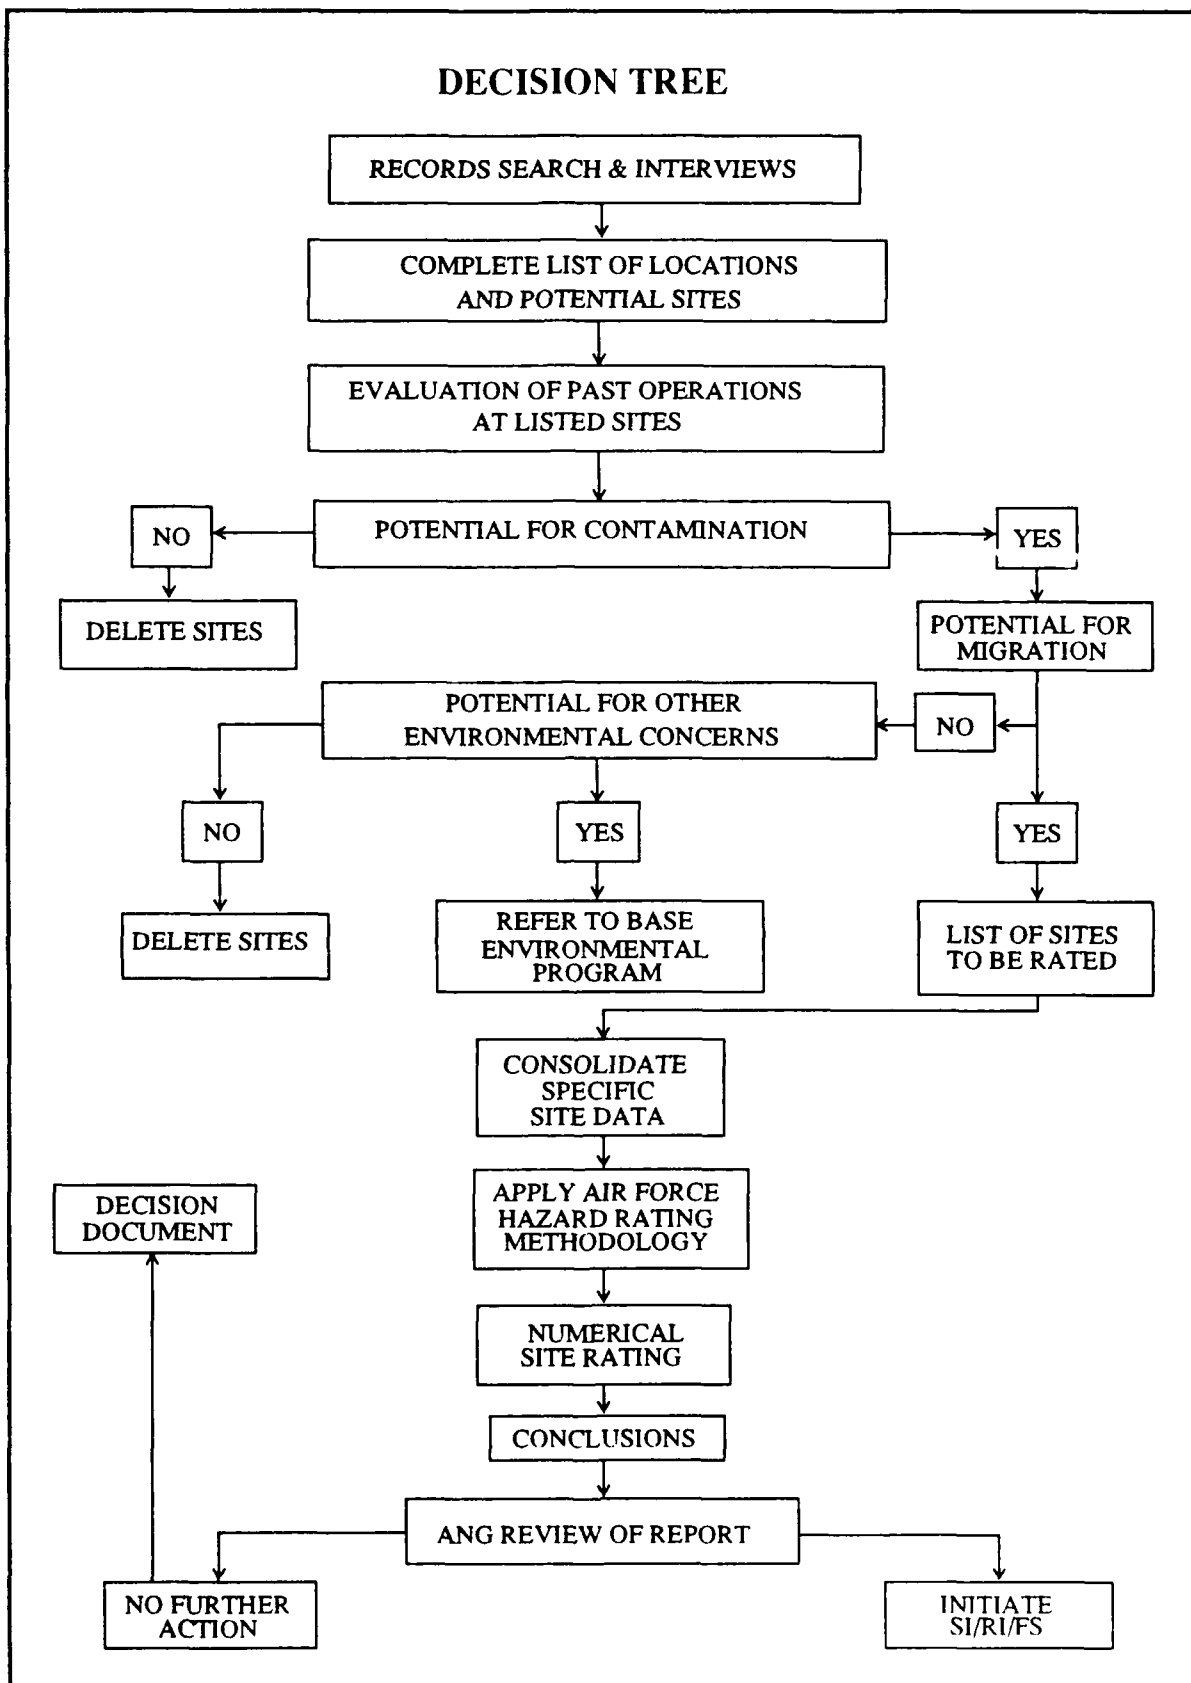 DECISION TREE
RECORDS SEARCH & INTERVIEWS
COMPLETE LIST OF LOCATIONS
AND POTENTIAL SITES
EVALUATION OF PAST OPERATIONS
AT LISTED SITES
NO
POTENTIAL FOR CONTAMINATION
YES
DELETE SITES
POTENTIAL FOR
MIGRATION
POTENTIAL FOR OTHER
ENVIRONMENTAL CONCERNS
NO
NO
YES
YES
DELETE SITES
REFER TO BASE
ENVIRONMENTAL
PROGRAM
LIST OF SITES
TO BE RATED
CONSOLIDATE
SPECIFIC
SITE DATA
DECISION
DOCUMENT
APPLY AIR FORCE
HAZARD RATING
METHODOLOGY
NUMERICAL
SITE RATING
CONCLUSIONS
ANG REVIEW OF REPORT
NO FURTHER
ACTION
INITIATE
SI/RI/FS